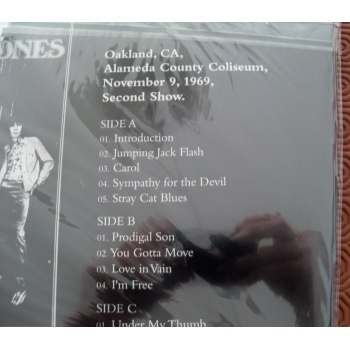 ONES
Oakland, CA,
Alameda County Coliseum,
November 9, 1969,
Second Show.
SIDE A
01. Introduction
02. Jumping Jack Flash
03. Carol
04. Sympathy for the Devil
05. Stray Cat Blues
SIDE B
01. Prodigal Son
02. You Gotta Move
03. Love in Vain
04. I'm Free
SIDE C
01. Under My Thumb